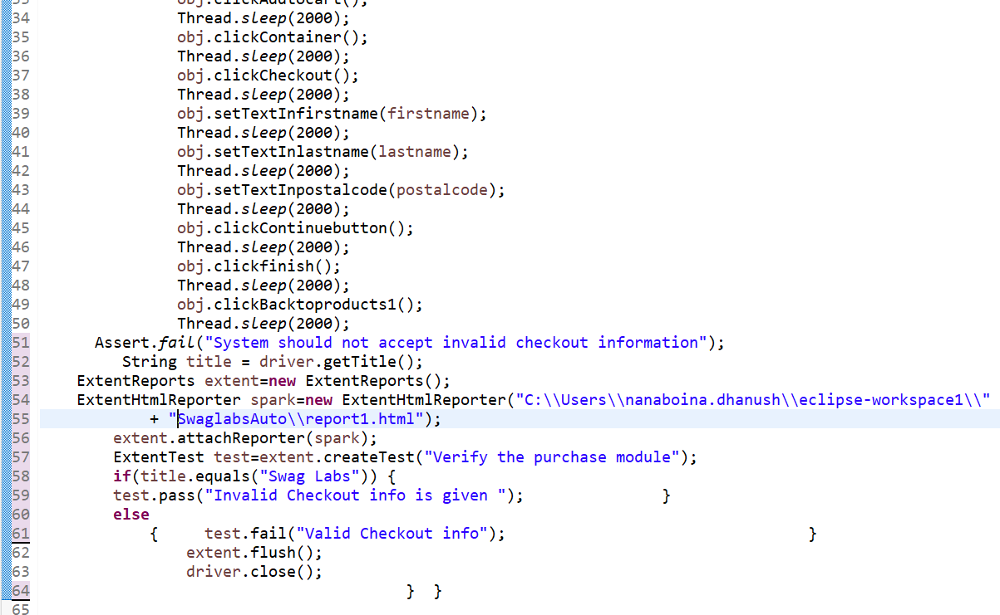 33 obj.clickAddtocart();
34 Thread.sleep(2000);
35 obj.clickContainer();
36 Thread.sleep(2000);
37 obj.clickCheckout();
38 Thread.sleep(2000);
39 obj.setTextInfirstname(firstname);
40 Thread.sleep(2000);
41 obj.setTextInlastname(lastname);
42 Thread.sleep(2000);
43 obj.setTextInpostalcode(postalcode);
44 Thread.sleep(2000);
45 obj.clickContinuebutton();
46 Thread.sleep(2000);
47 obj.clickfinish();
48 Thread.sleep(2000);
49 obj.clickBacktoproducts1();
50 Thread.sleep(2000);
51 Assert.fail("System should not accept invalid checkout information");
52 String title = driver.getTitle();
53 ExtentReports extent=new ExtentReports();
54 ExtentHtmlReporter spark=new ExtentHtmlReporter("C:\\Users\\nanaboina.dhanush\\eclipse-workspace1\\"
55 + "SwaglabsAuto\\report1.html");
56 extent.attachReporter(spark);
57 ExtentTest test=extent.createTest("Verify the purchase module");
58 if(title.equals("Swag Labs")) {
59 test.pass("Invalid Checkout info is given "); }
60 else
61 { test.fail("Valid Checkout info"); }
62 extent.flush();
63 driver.close();
64 } }
65